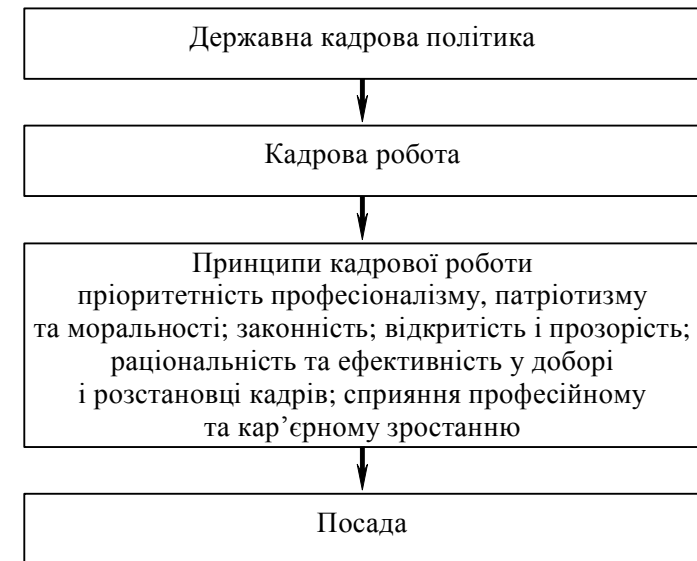 Державна кадрова політика
Кадрова робота
Принципи кадрової роботи
пріоритетність професіоналізму, патріотизму
та моральності; законність; відкритість і прозорість;
раціональність та ефективність у доборі
і розстановці кадрів; сприяння професійному
та кар’єрному зростанню
Посада